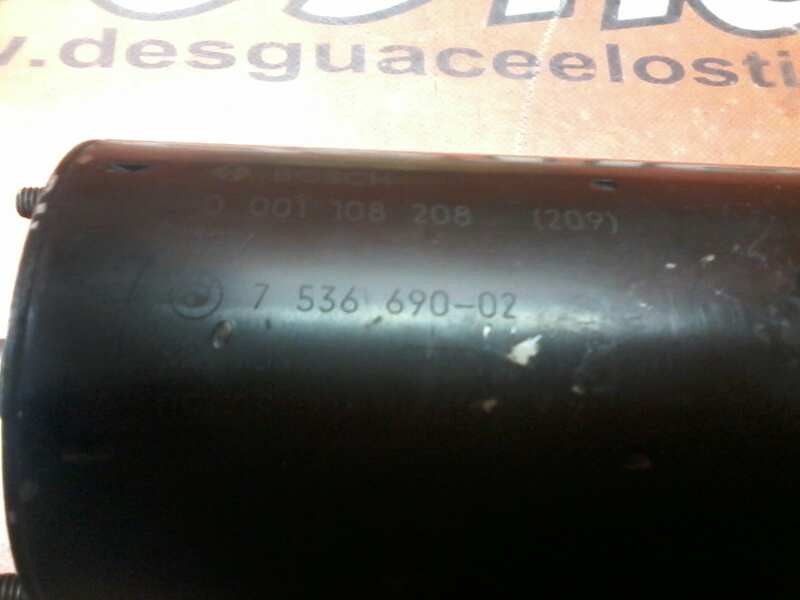 .desguaceelosti
BOSCH
0 001 108 208 (209)
7 536 690-02